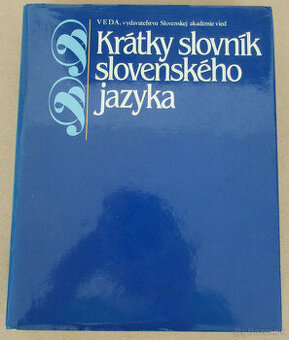 VEDA, vydavateľstvo Slovenskej akadémie vied
Krátky slovník
slovenského
jazyka